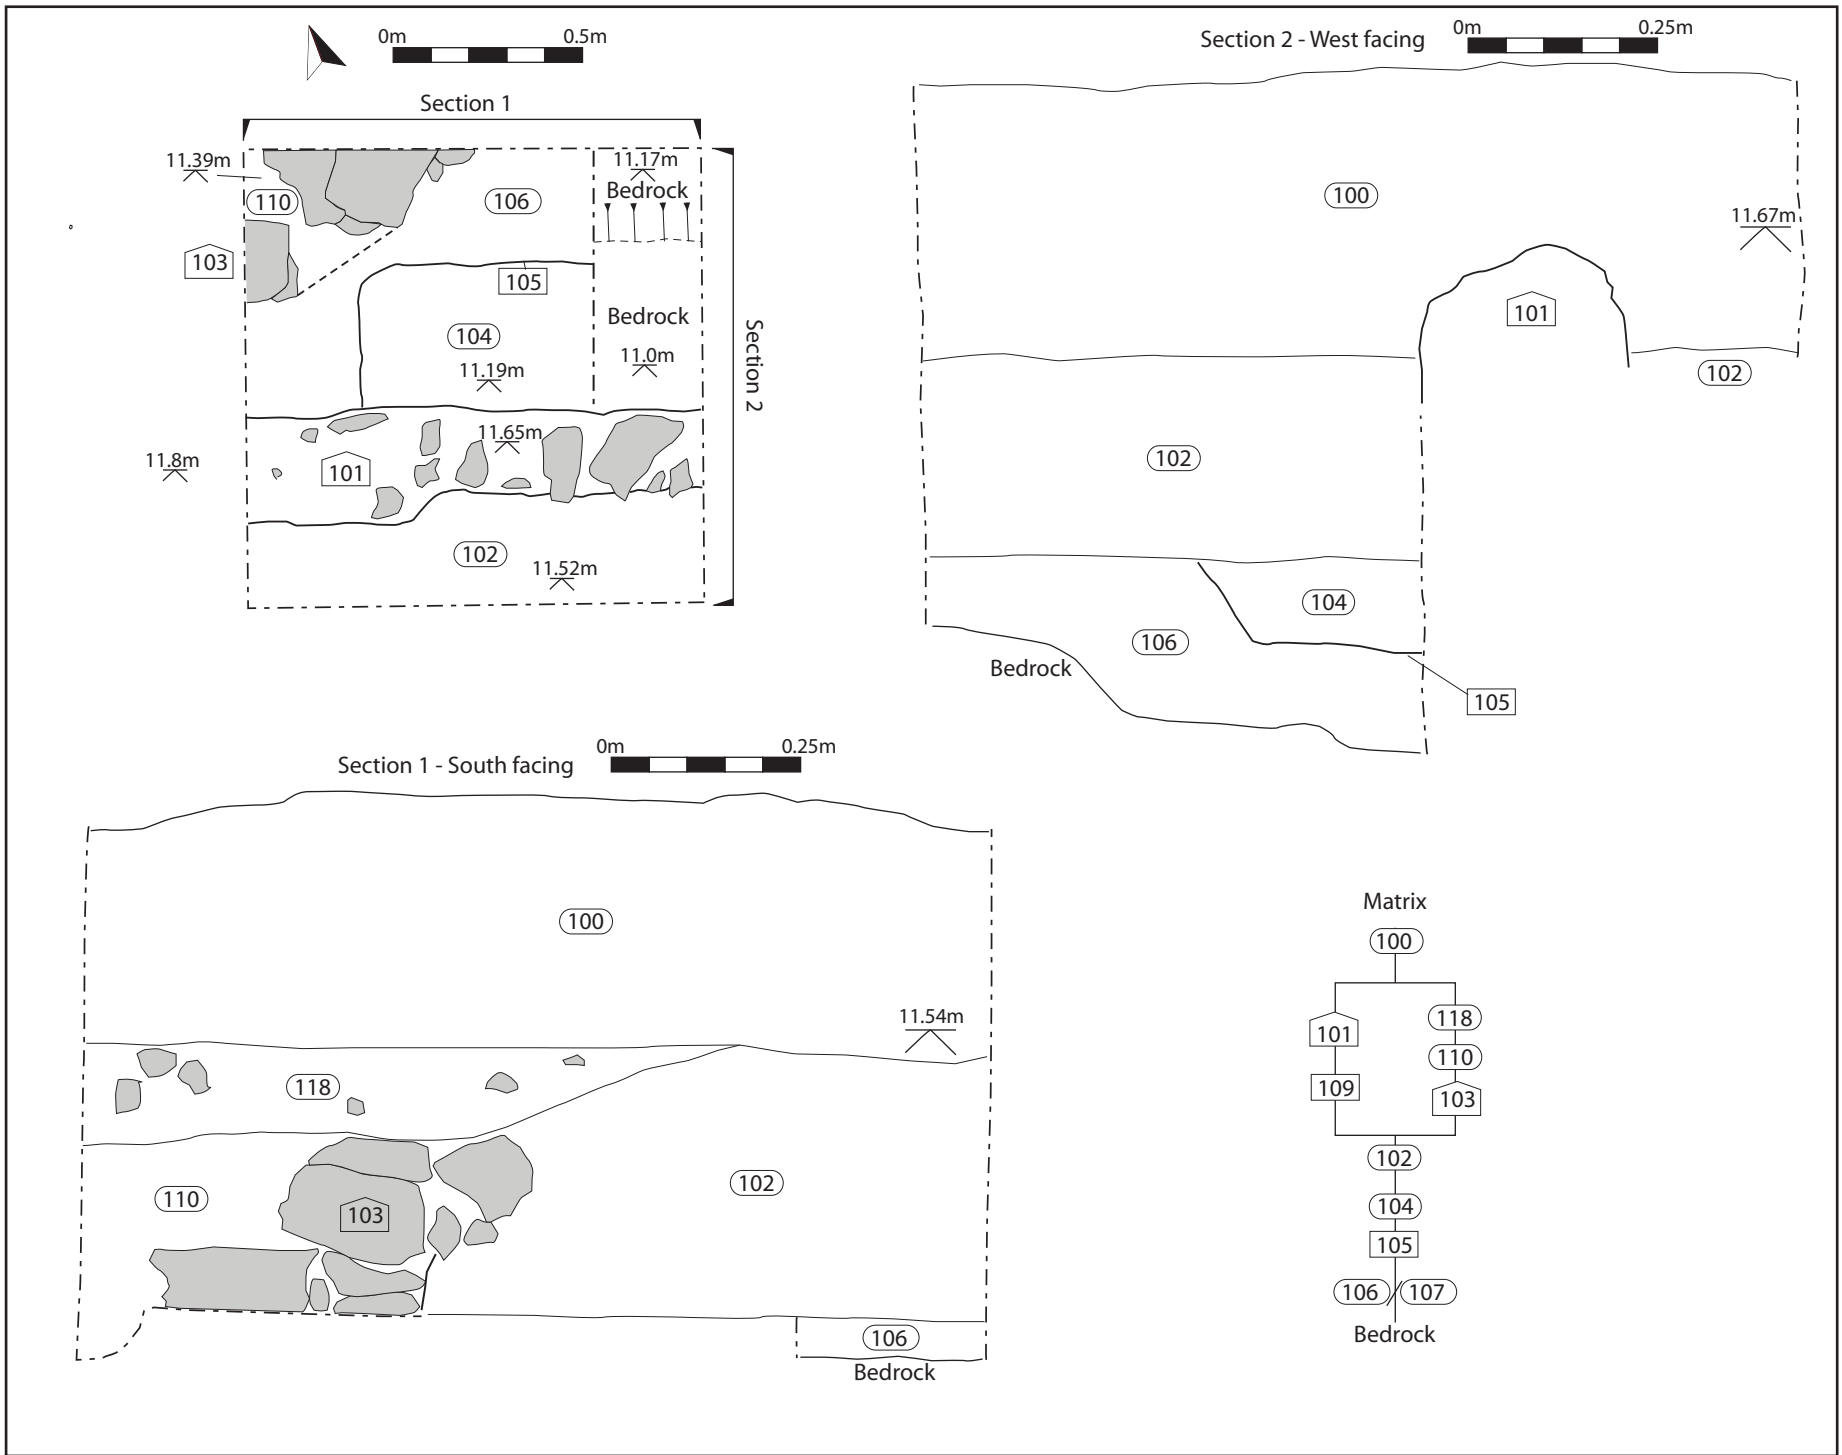 0m 0.5m
Section 1
11.39m
11.17m
Bedrock
110
106
103
105
Bedrock
104
11.0m
11.19m
Section 2
11.65m
11.8m
101
102
11.52m
Section 2 - West facing
0m 0.25m
100
11.67m
101
102
102
104
106
Bedrock
105
Section 1 - South facing
0m 0.25m
100
11.54m
118
102
110
103
106
Bedrock
Matrix
100
118
101
110
109
103
102
104
105
106 107
Bedrock